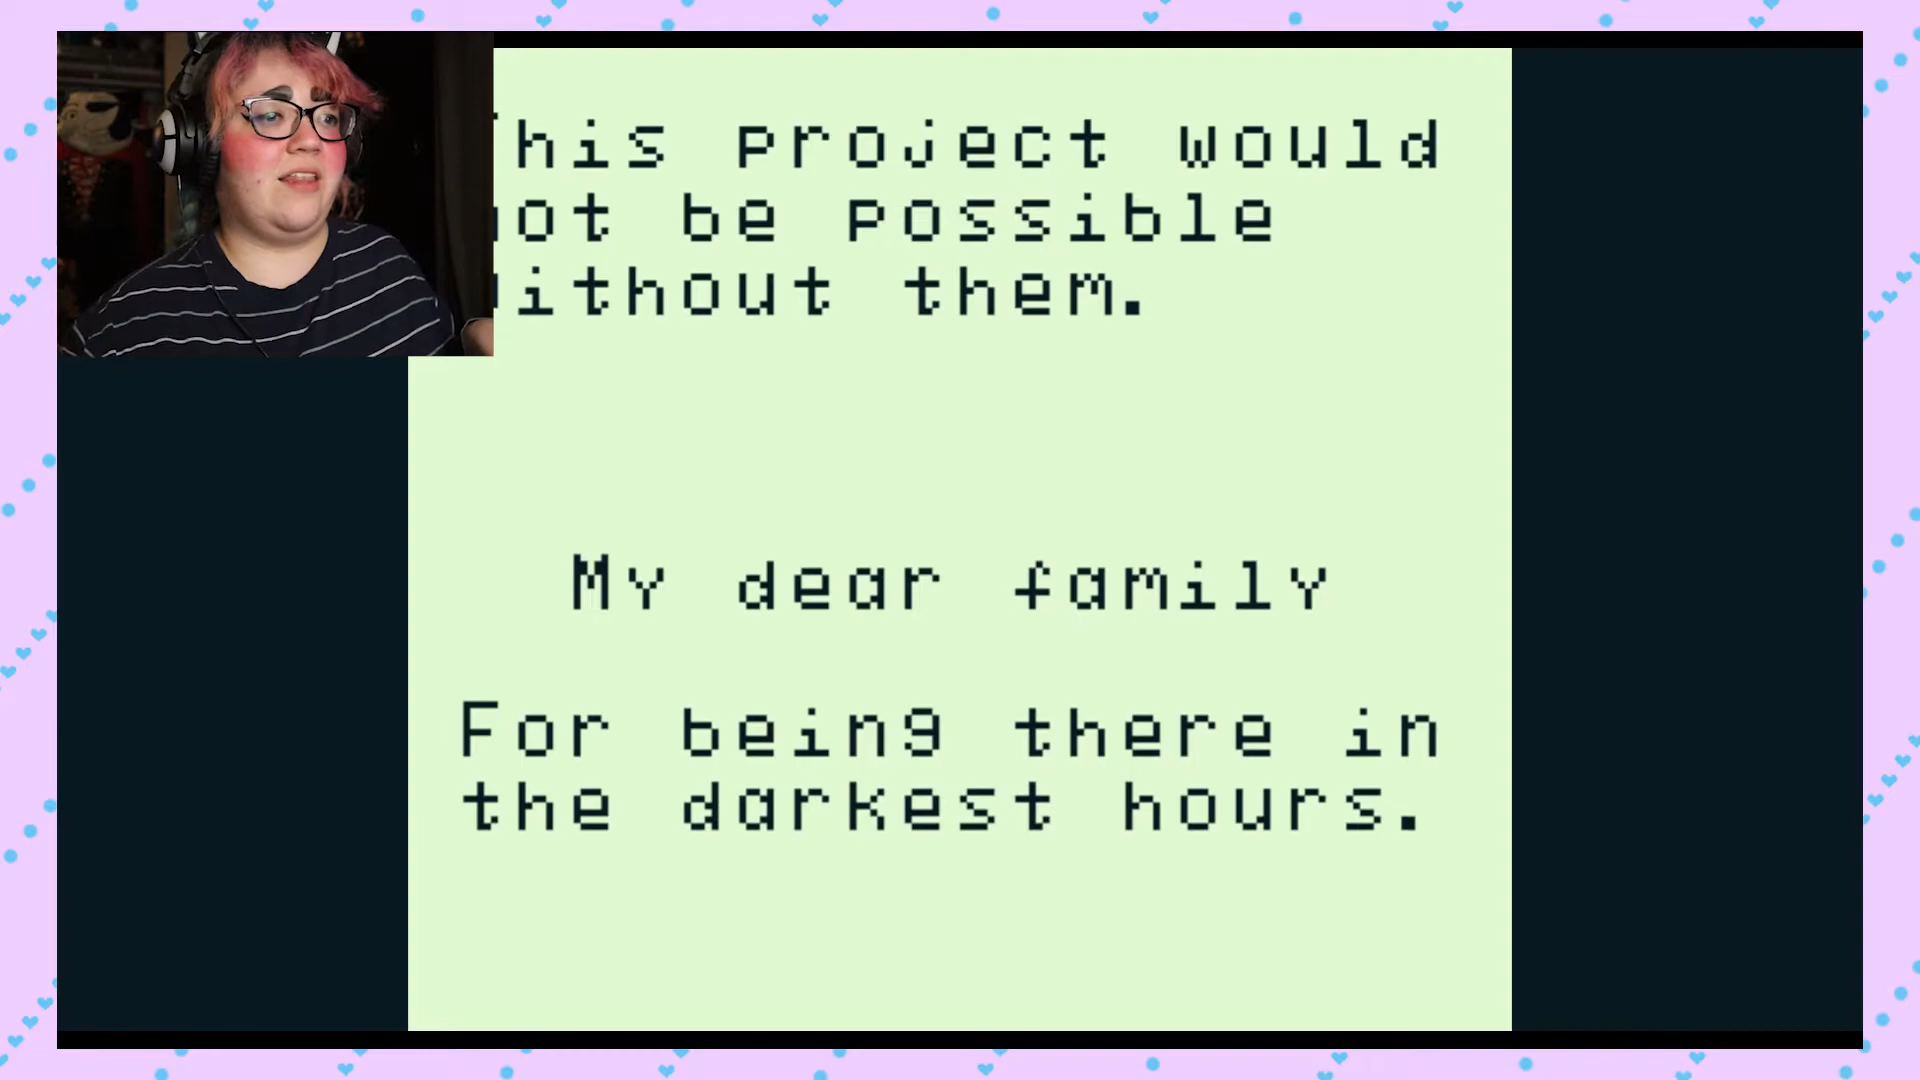 his project would
ot be possible
ithout them.
My dear family
For being there in
the darkest hours.